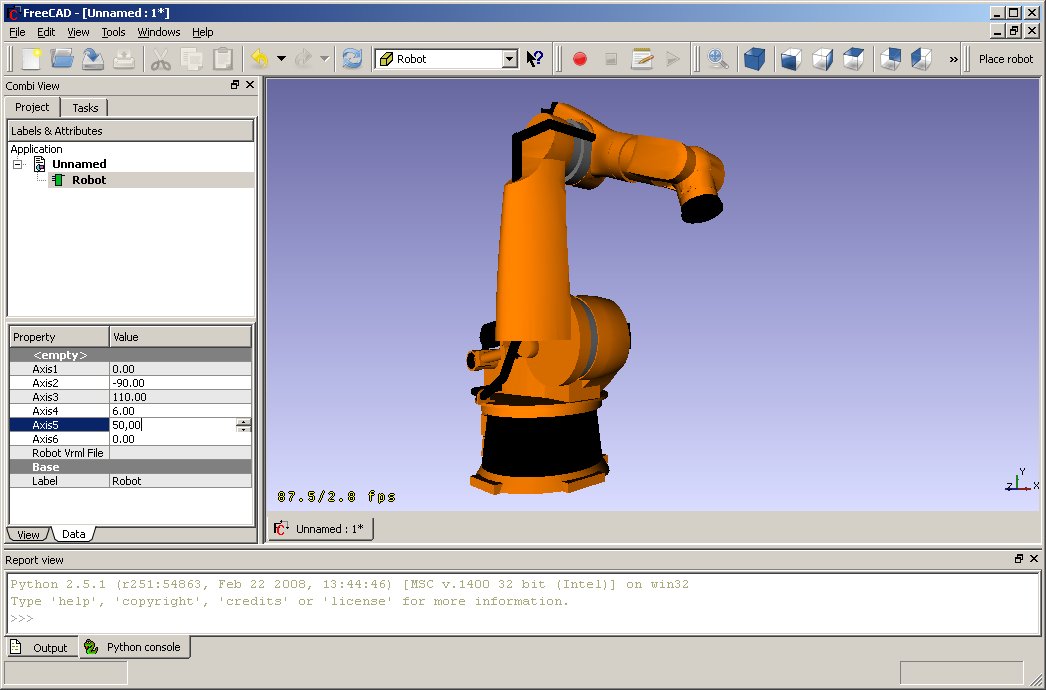 FreeCAD - [Unnamed : 1*]
File Edit View Tools Windows Help
Robot » Place robot
Combi View
Project Tasks
Labels & Attributes
Application
Unnamed
Robot
Property Value
<empty>
Axis1 0.00
Axis2 -90.00
Axis3 110.00
Axis4 6.00
Axis5 50,00
Axis6 0.00
Robot Vrml File
Base
Label Robot
View Data
87.5/2.8 fps
Y
Z X
Unnamed : 1*
Report view
Python 2.5.1 (r251:54863, Feb 22 2008, 13:44:46) [MSC v.1400 32 bit (Intel)] on win32
Type 'help', 'copyright', 'credits' or 'license' for more information.
>>>
Output Python console